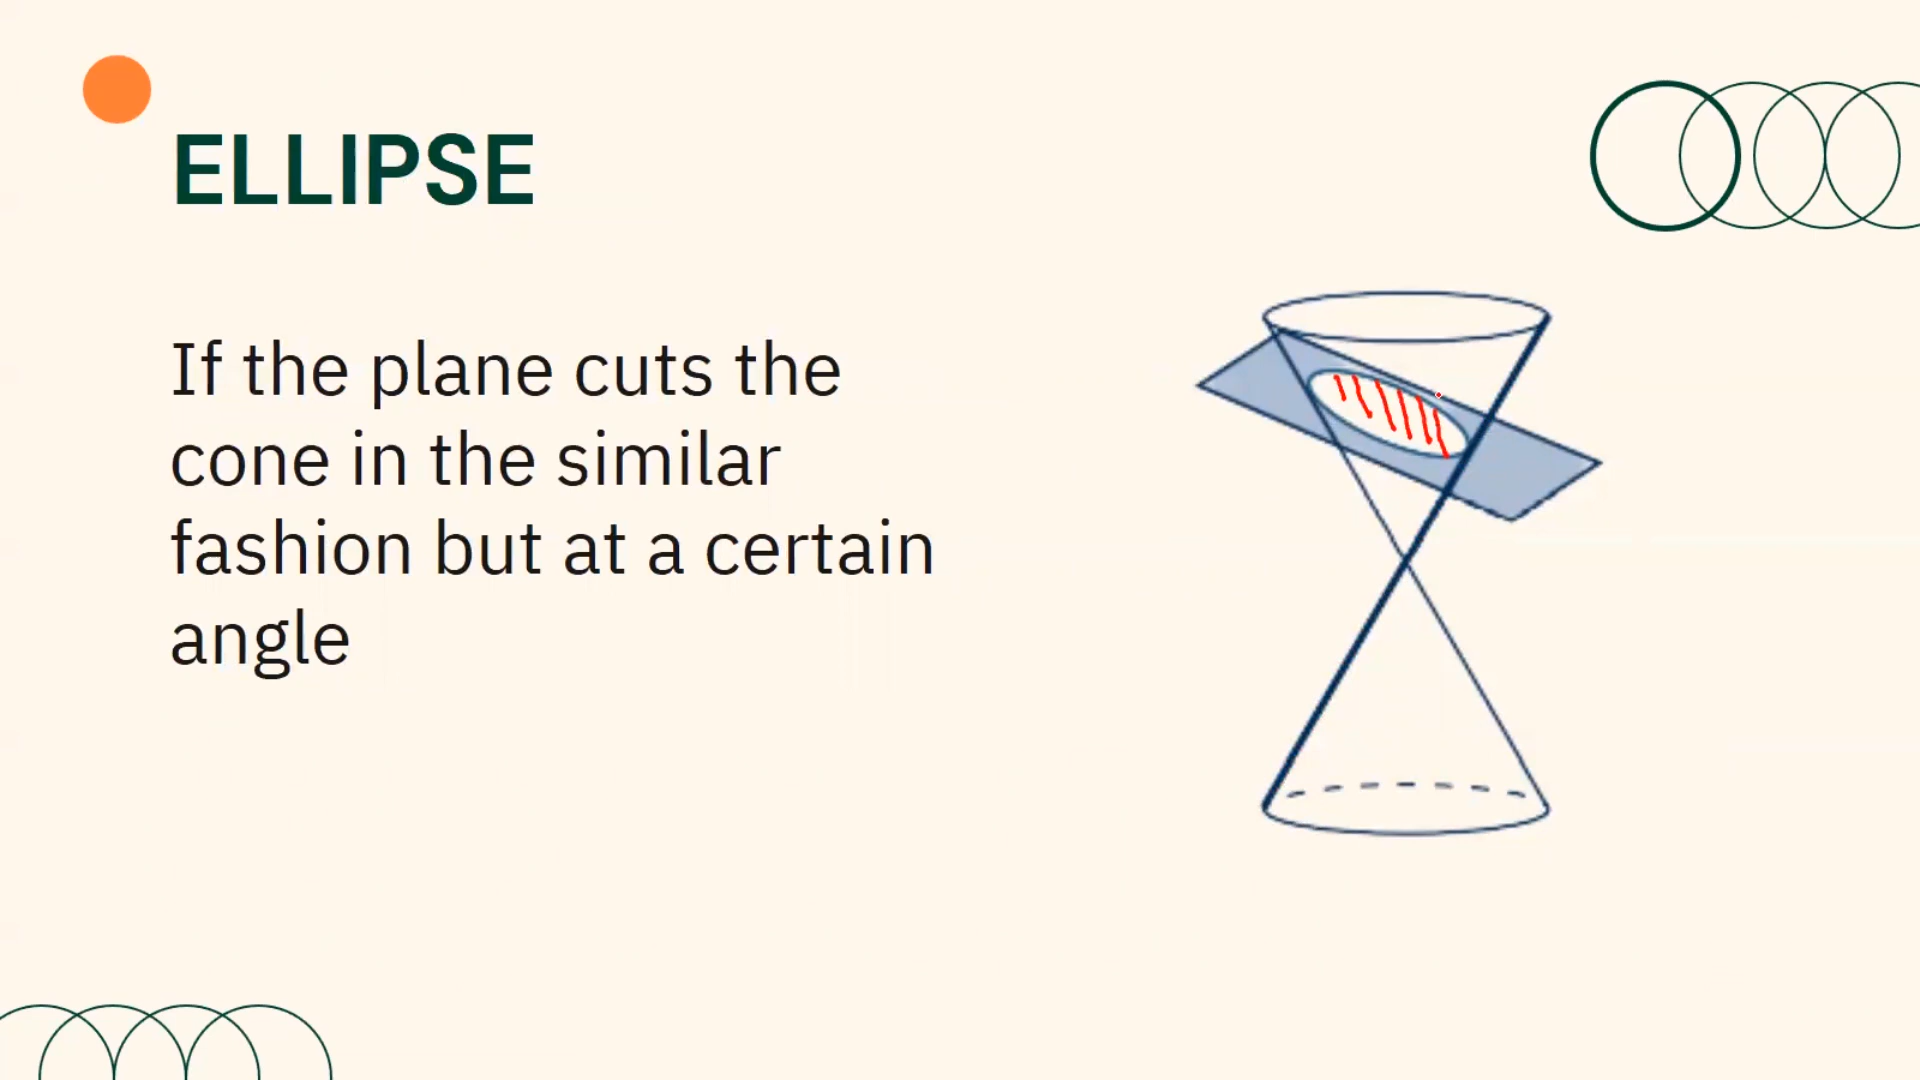 ELLIPSE
If the plane cuts the
cone in the similar
fashion but at a certain
angle